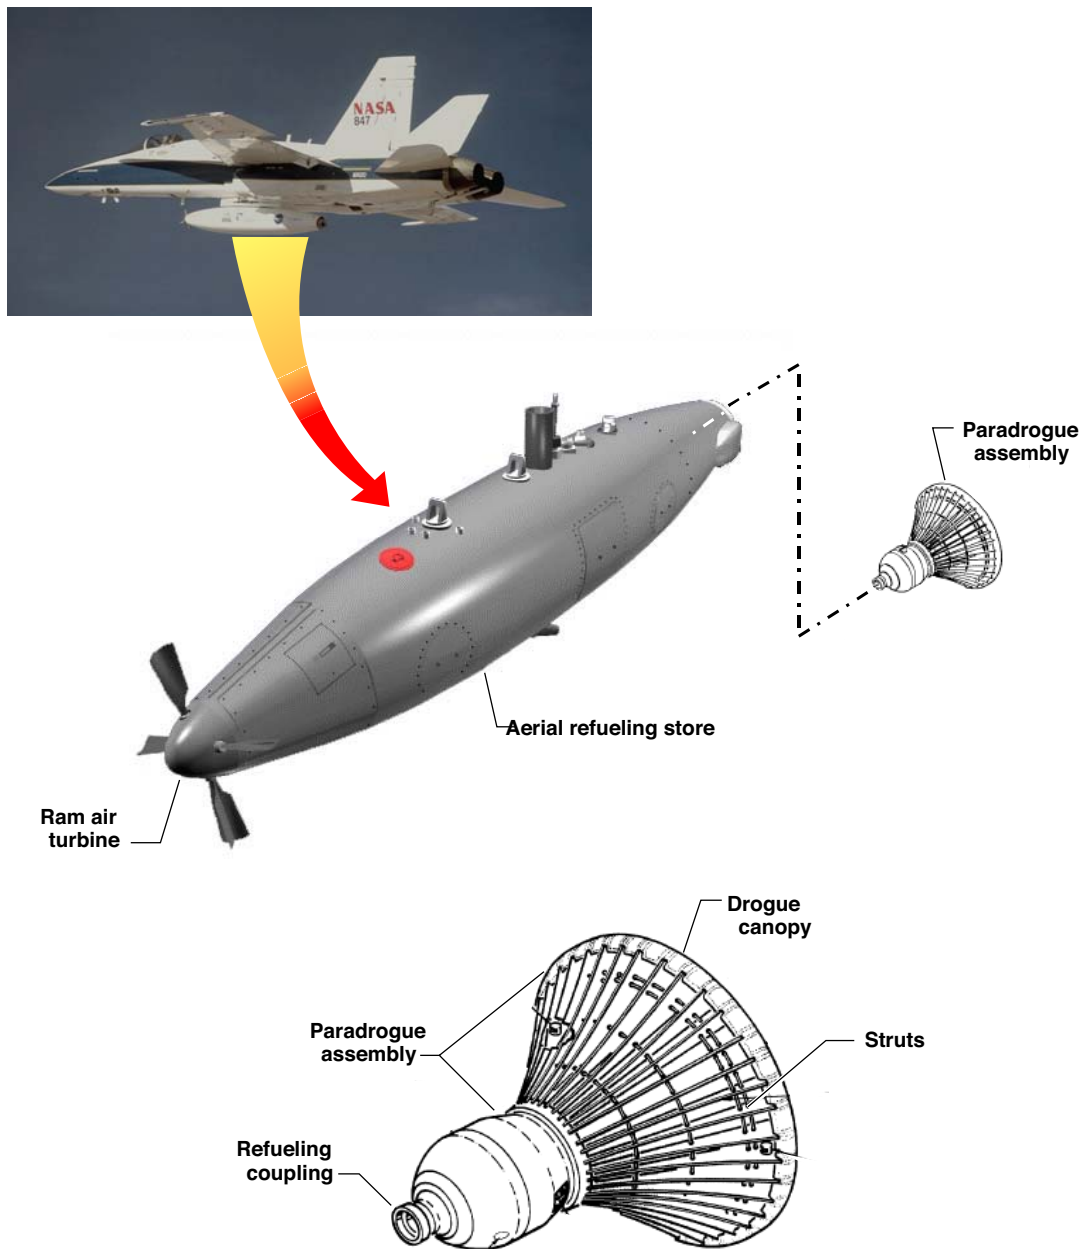 NASA
847
Paradrogue
assembly
Aerial refueling store
Ram air
turbine
Drogue
canopy
Paradrogue
assembly
Struts
Refueling
coupling